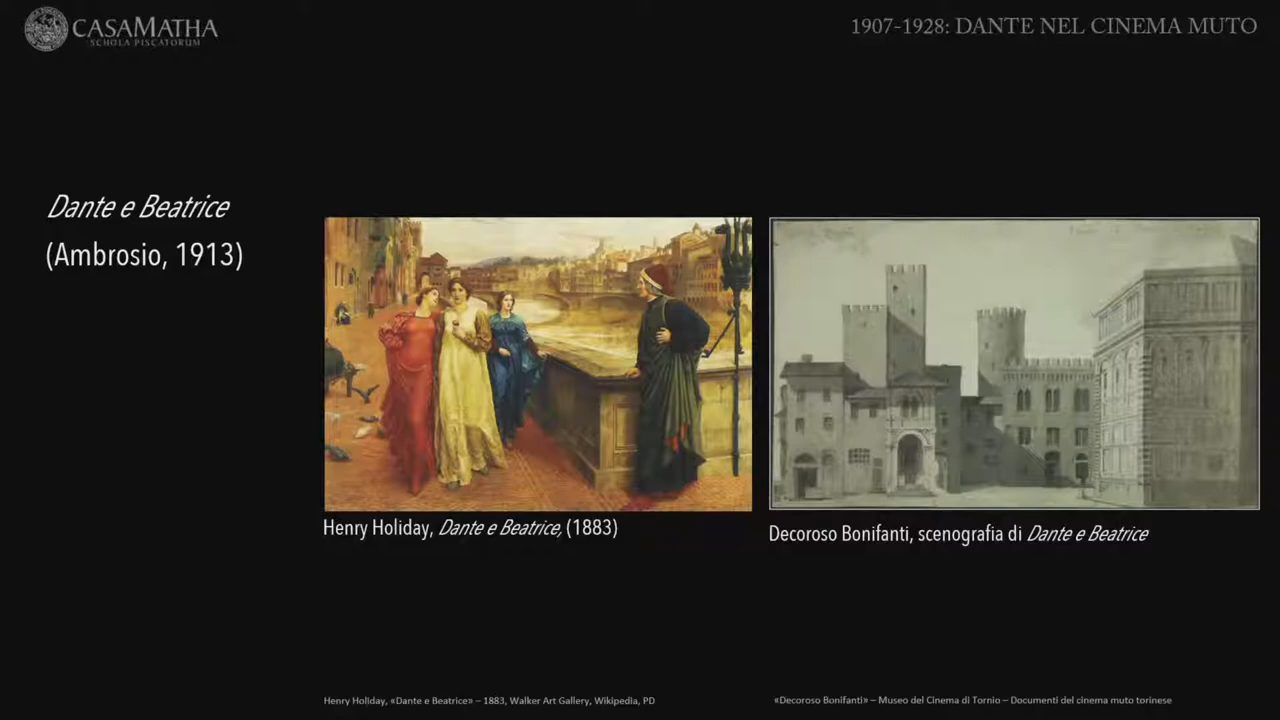 CASAMATHA
SCHOLA PISCATORUM
1907-1928: DANTE NEL CINEMA MUTO
Dante e Beatrice
(Ambrosio, 1913)
Henry Holiday, Dante e Beatrice, (1883)
Decoroso Bonifanti, scenografia di Dante e Beatrice
Henry Holiday, «Dante e Beatrice» – 1883, Walker Art Gallery, Wikipedia, PD
«Decoroso Bonifanti» – Museo del Cinema di Tornio – Documenti del cinema muto torinese